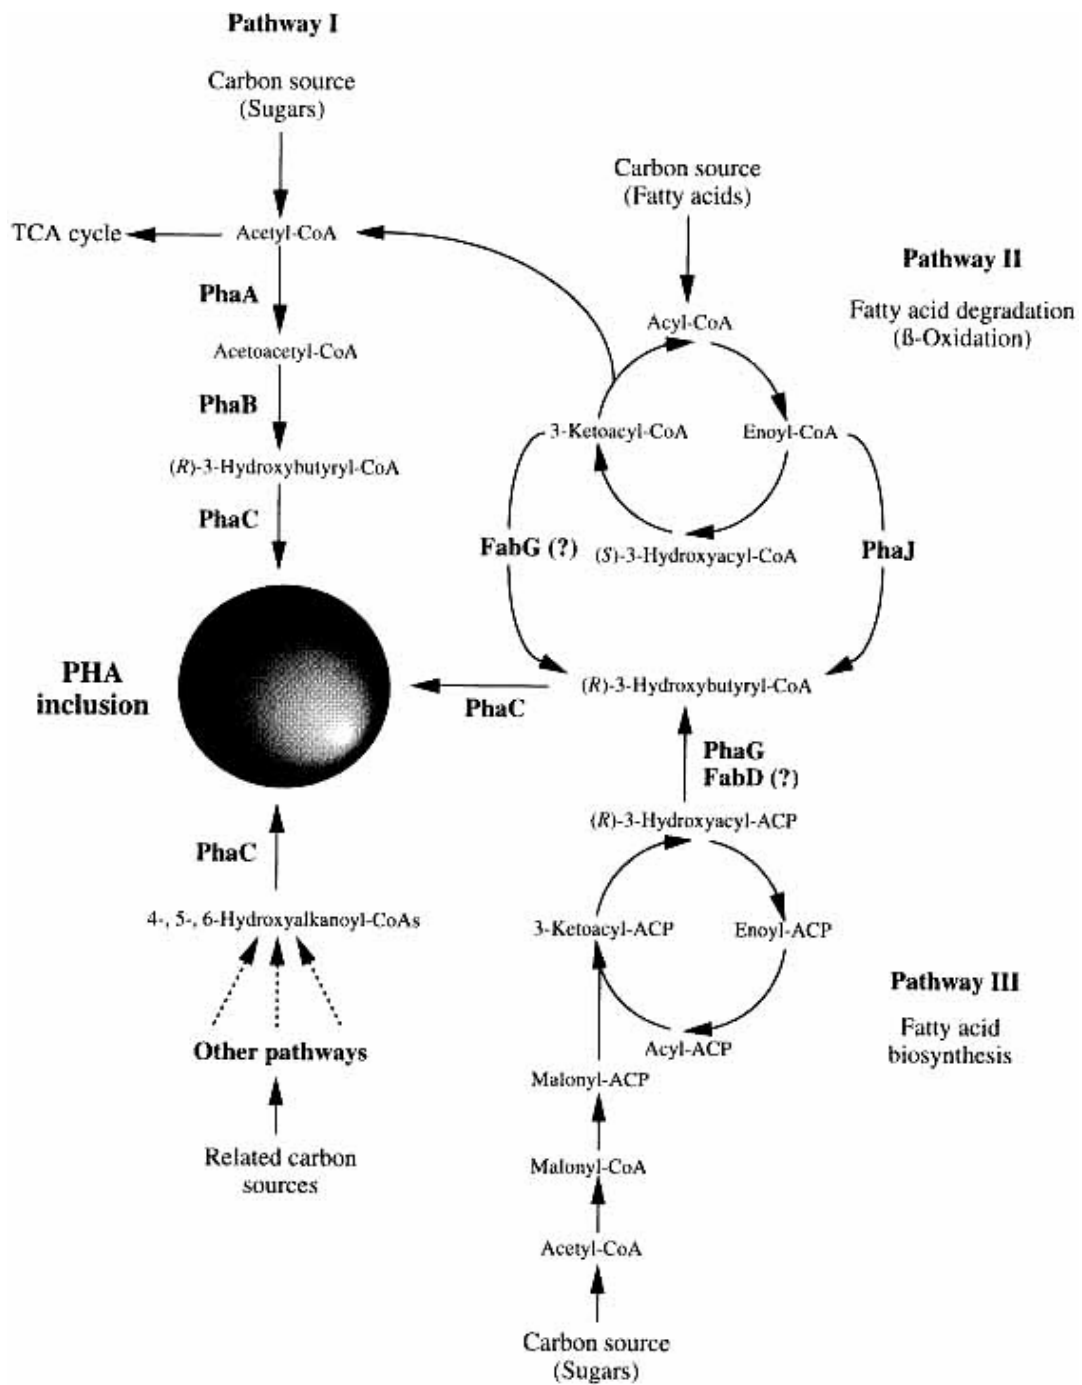 Pathway I
Carbon source
(Sugars)
TCA cycle
Acetyl-CoA
PhaA
Acetoacetyl-CoA
PhaB
(R)-3-Hydroxybutyryl-CoA
PhaC
PHA
inclusion
PhaC
4-, 5-, 6-Hydroxyalkanoyl-CoAs
Other pathways
Related carbon
sources
Carbon source
(Fatty acids)
Pathway II
Fatty acid degradation
(ß-Oxidation)
Acyl-CoA
3-Ketoacyl-CoA
Enoyl-CoA
FabG (?)
(S)-3-Hydroxyacyl-CoA
PhaJ
(R)-3-Hydroxybutyryl-CoA
PhaC
PhaG
FabD (?)
(R)-3-Hydroxyacyl-ACP
3-Ketoacyl-ACP
Enoyl-ACP
Pathway III
Fatty acid
biosynthesis
Acyl-ACP
Malonyl-ACP
Malonyl-CoA
Acetyl-CoA
Carbon source
(Sugars)